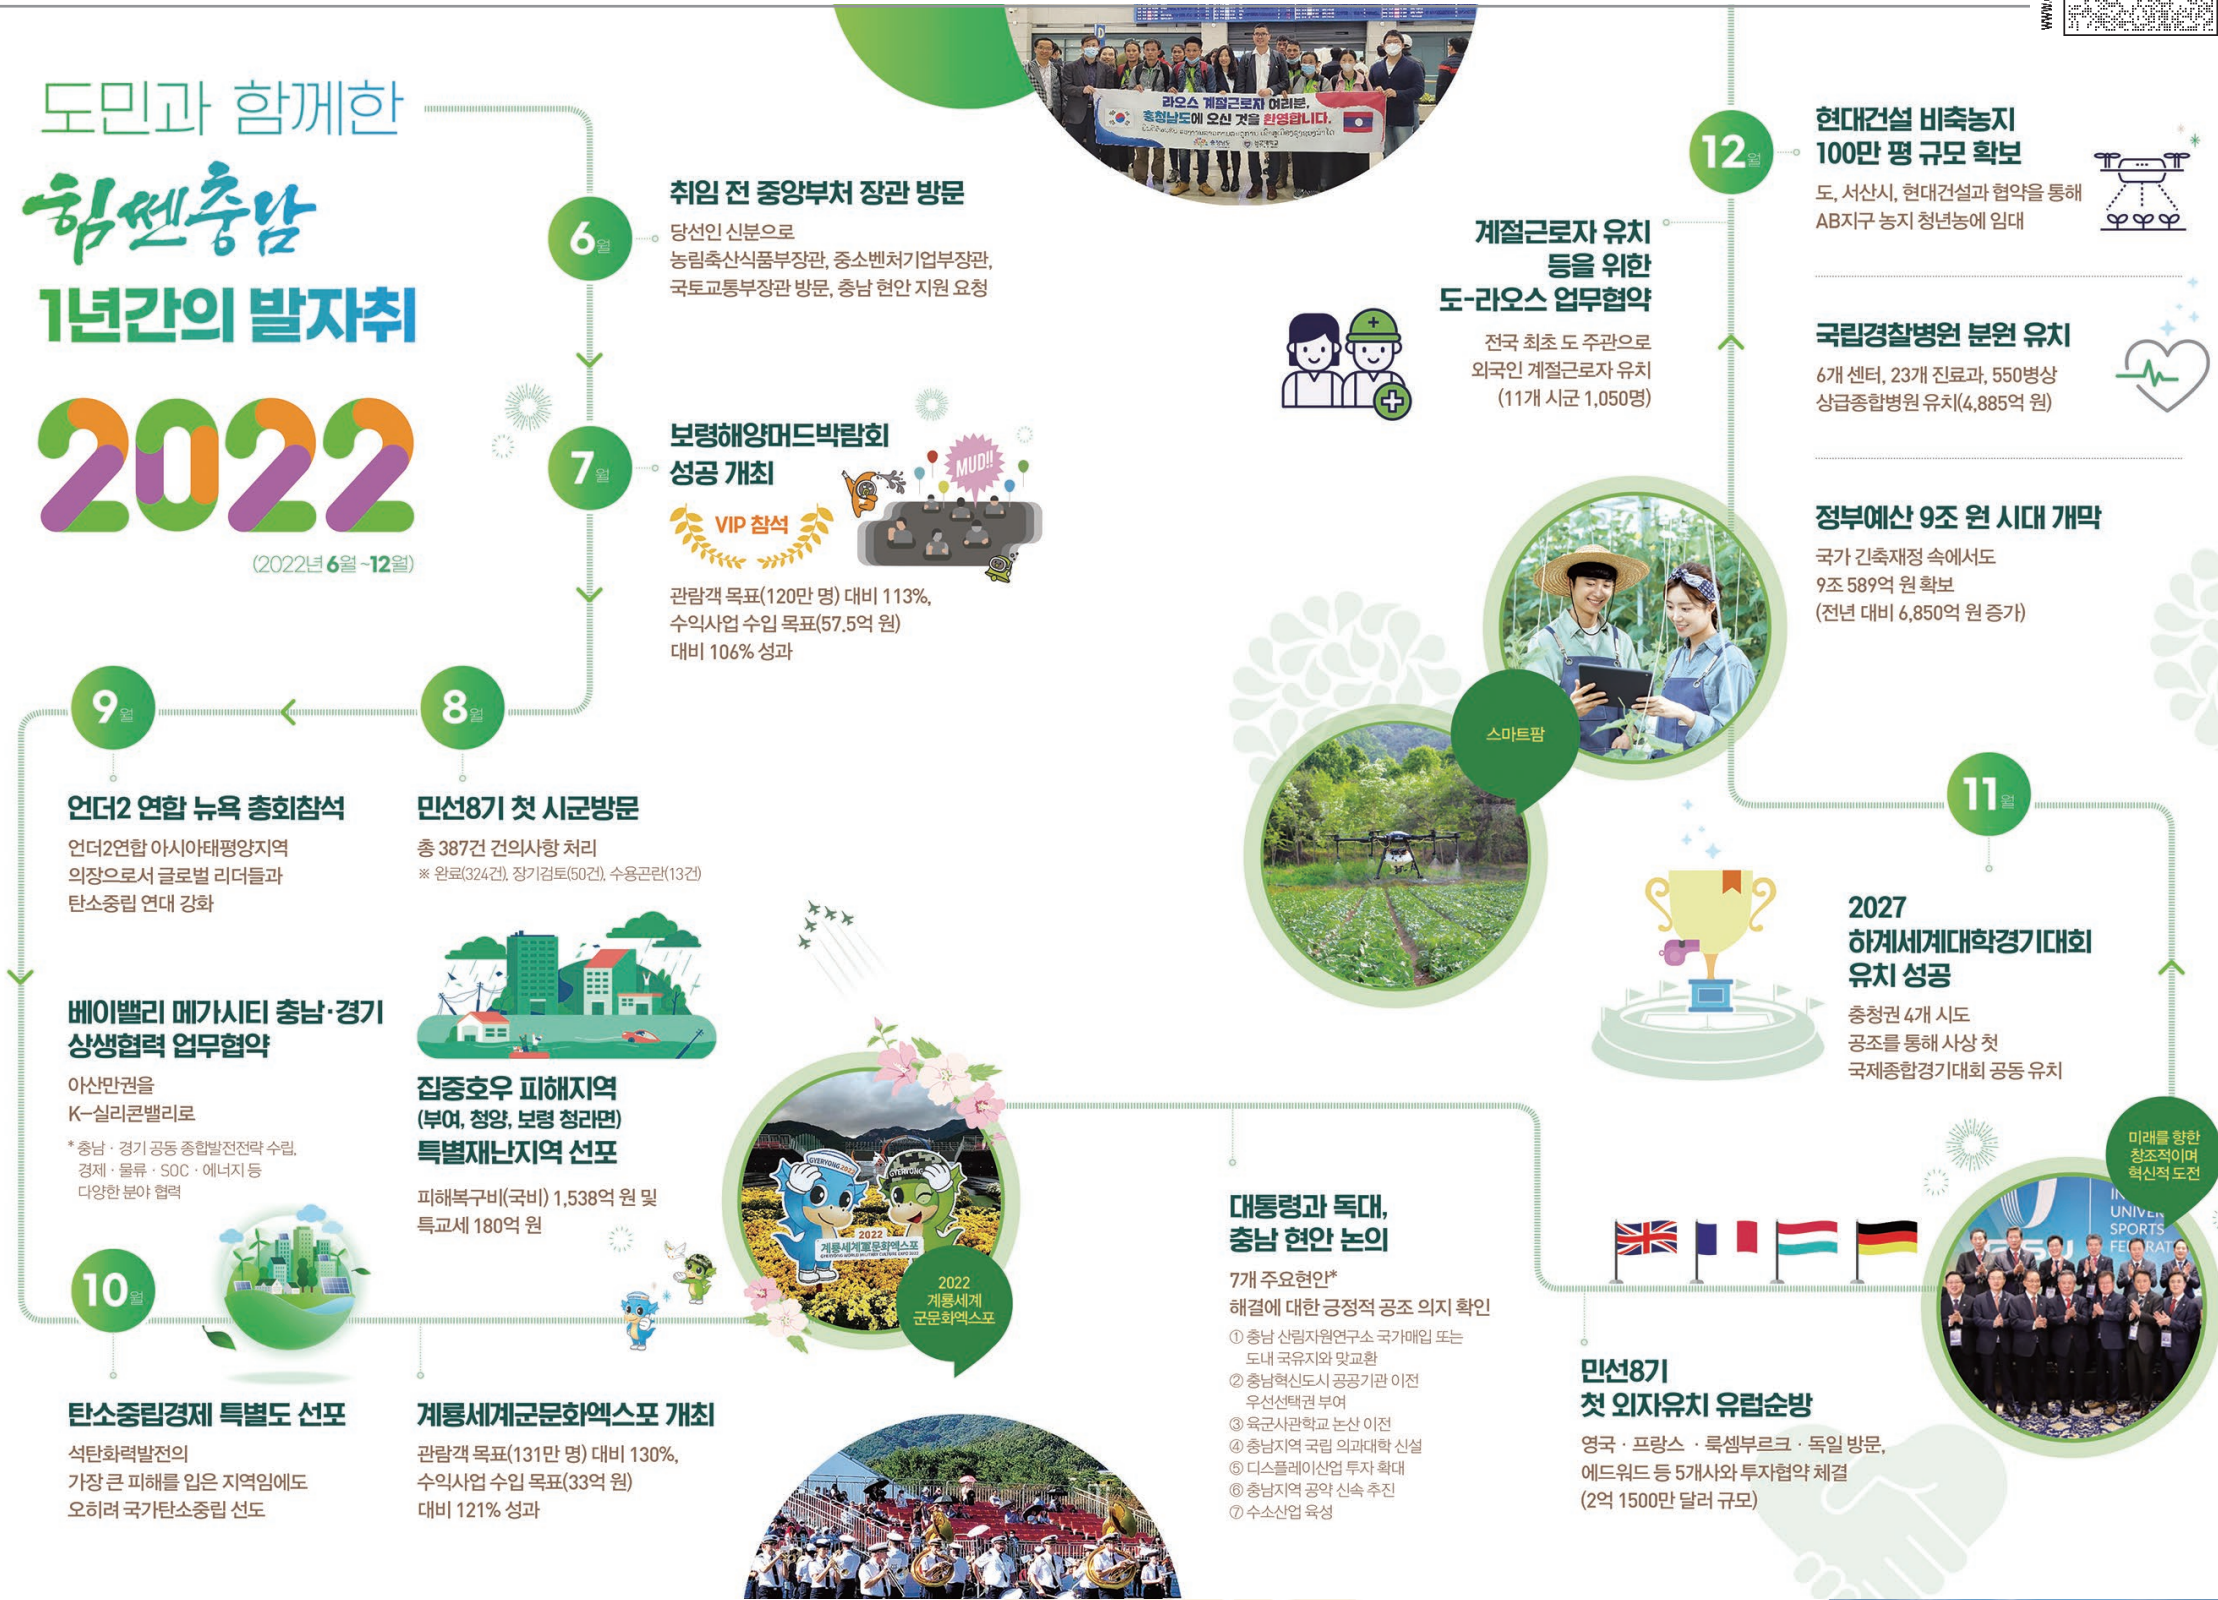 도민과 함께한
힘쎈충남
1년간의 발자취
2022
(2022년 6월 ~12월)
6월
취임 전 중앙부처 장관 방문
당선인 신분으로
농림축산식품부장관, 중소벤처기업부장관,
국토교통부장관 방문, 충남 현안 지원 요청
7월
보령해양머드박람회
성공 개최
VIP 참석
MUD!!
관람객 목표(120만 명) 대비 113%,
수익사업 수입 목표(57.5억 원)
대비 106% 성과
8월
민선8기 첫 시군방문
총 387건 건의사항 처리
※ 완료(324건), 장기검토(50건), 수용곤란(13건)
집중호우 피해지역
(부여, 청양, 보령 청라면)
특별재난지역 선포
피해복구비(국비) 1,538억 원 및
특교세 180억 원
9월
언더2 연합 뉴욕 총회참석
언더2연합 아시아태평양지역
의장으로서 글로벌 리더들과
탄소중립 연대 강화
베이밸리 메가시티 충남·경기
상생협력 업무협약
아산만권을
K–실리콘밸리로
* 충남 · 경기 공동 종합발전전략 수립,
경제 · 물류 · SOC · 에너지 등
다양한 분야 협력
10월
탄소중립경제 특별도 선포
석탄화력발전의
가장 큰 피해를 입은 지역임에도
오히려 국가탄소중립 선도
계룡세계군문화엑스포 개최
관람객 목표(131만 명) 대비 130%,
수익사업 수입 목표(33억 원)
대비 121% 성과
GYERYONG2022
GYERYONG
2022
계룡세계軍문화엑스포
GYERYONG WORLD MILITARY CULTURE EXPO 2022
2022
계룡세계
군문화엑스포
대통령과 독대,
충남 현안 논의
7개 주요현안*
해결에 대한 긍정적 공조 의지 확인
① 충남 산림자원연구소 국가매입 또는
도내 국유지와 맞교환
② 충남혁신도시 공공기관 이전
우선선택권 부여
③ 육군사관학교 논산 이전
④ 충남지역 국립 의과대학 신설
⑤ 디스플레이산업 투자 확대
⑥ 충남지역 공약 신속 추진
⑦ 수소산업 육성
민선8기
첫 외자유치 유럽순방
영국 · 프랑스 · 룩셈부르크 · 독일 방문,
에드워드 등 5개사와 투자협약 체결
(2억 1500만 달러 규모)
미래를 향한
창조적이며
혁신적 도전
UNIVER
SPORTS
FEDERAT
11월
2027
하계세계대학경기대회
유치 성공
충청권 4개 시도
공조를 통해 사상 첫
국제종합경기대회 공동 유치
스마트팜
12월
현대건설 비축농지
100만 평 규모 확보
도, 서산시, 현대건설과 협약을 통해
AB지구 농지 청년농에 임대
국립경찰병원 분원 유치
6개 센터, 23개 진료과, 550병상
상급종합병원 유치(4,885억 원)
정부예산 9조 원 시대 개막
국가 긴축재정 속에서도
9조 589억 원 확보
(전년 대비 6,850억 원 증가)
계절근로자 유치
등을 위한
도-라오스 업무협약
전국 최초 도 주관으로
외국인 계절근로자 유치
(11개 시군 1,050명)
라오스 계절근로자 여러분,
충청남도에 오신 것을 환영합니다.